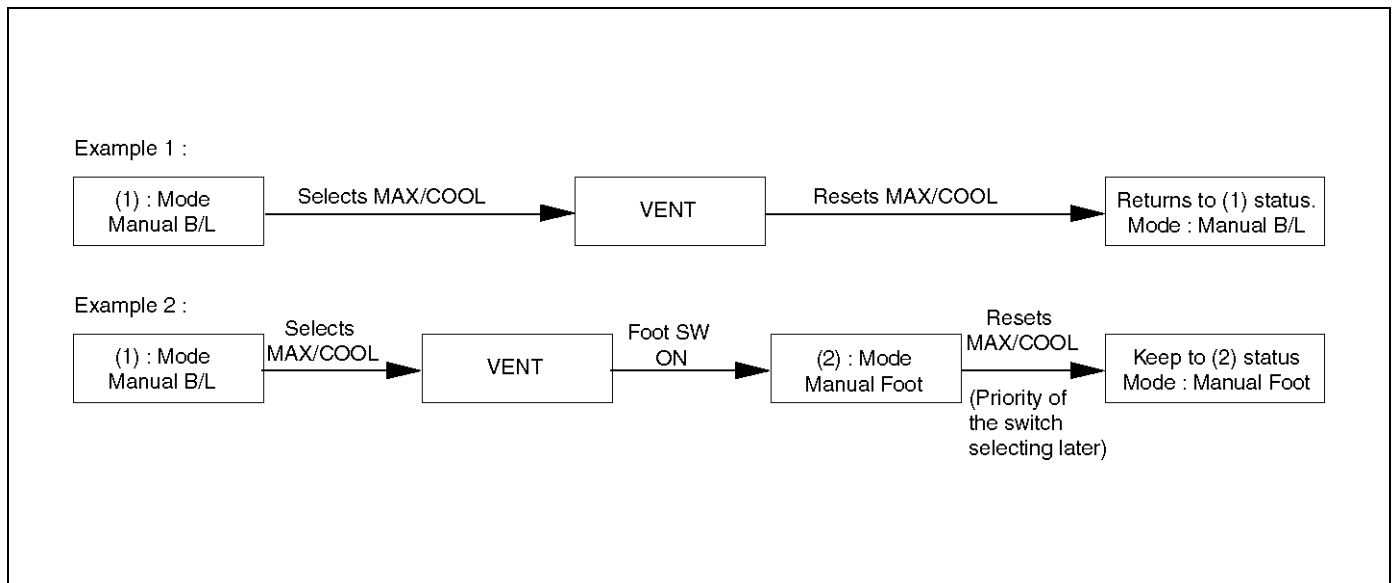 Example 1 :
(1) : Mode
Manual B/L
Selects MAX/COOL
VENT
Resets MAX/COOL
Returns to (1) status.
Mode : Manual B/L
Example 2 :
(1) : Mode
Manual B/L
Selects
MAX/COOL
VENT
Foot SW
ON
(2) : Mode
Manual Foot
Resets
MAX/COOL
(Priority of
the switch
selecting later)
Keep to (2) status
Mode : Manual Foot